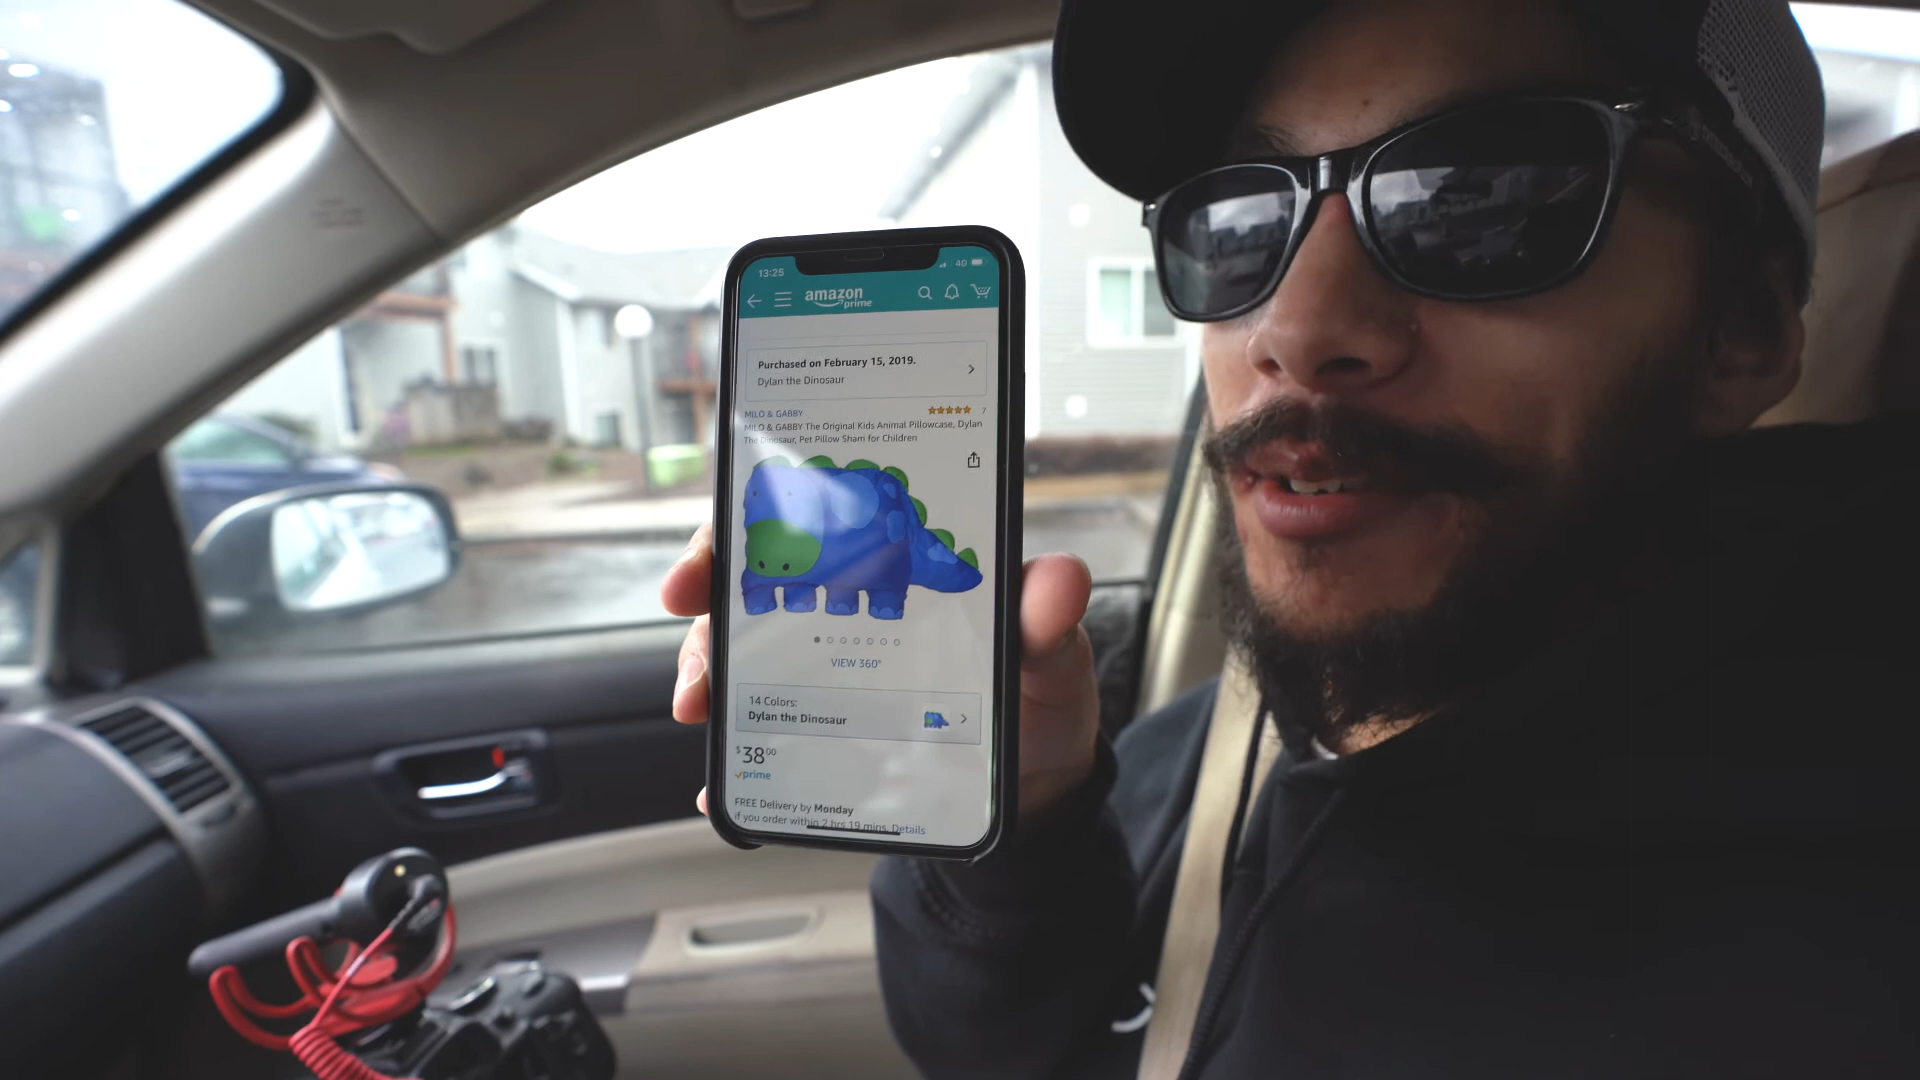 13:25
4G
amazon
prime
Purchased on February 15, 2019.
Dylan the Dinosaur
MILO & GABBY
7
MILO & GABBY The Original Kids Animal Pillowcase, Dylan
The Dinosaur, Pet Pillow Sham for Children
VIEW 360°
14 Colors:
Dylan the Dinosaur
$38 00
prime
FREE Delivery by Monday
if you order within 2 hrs 19 mins. Details